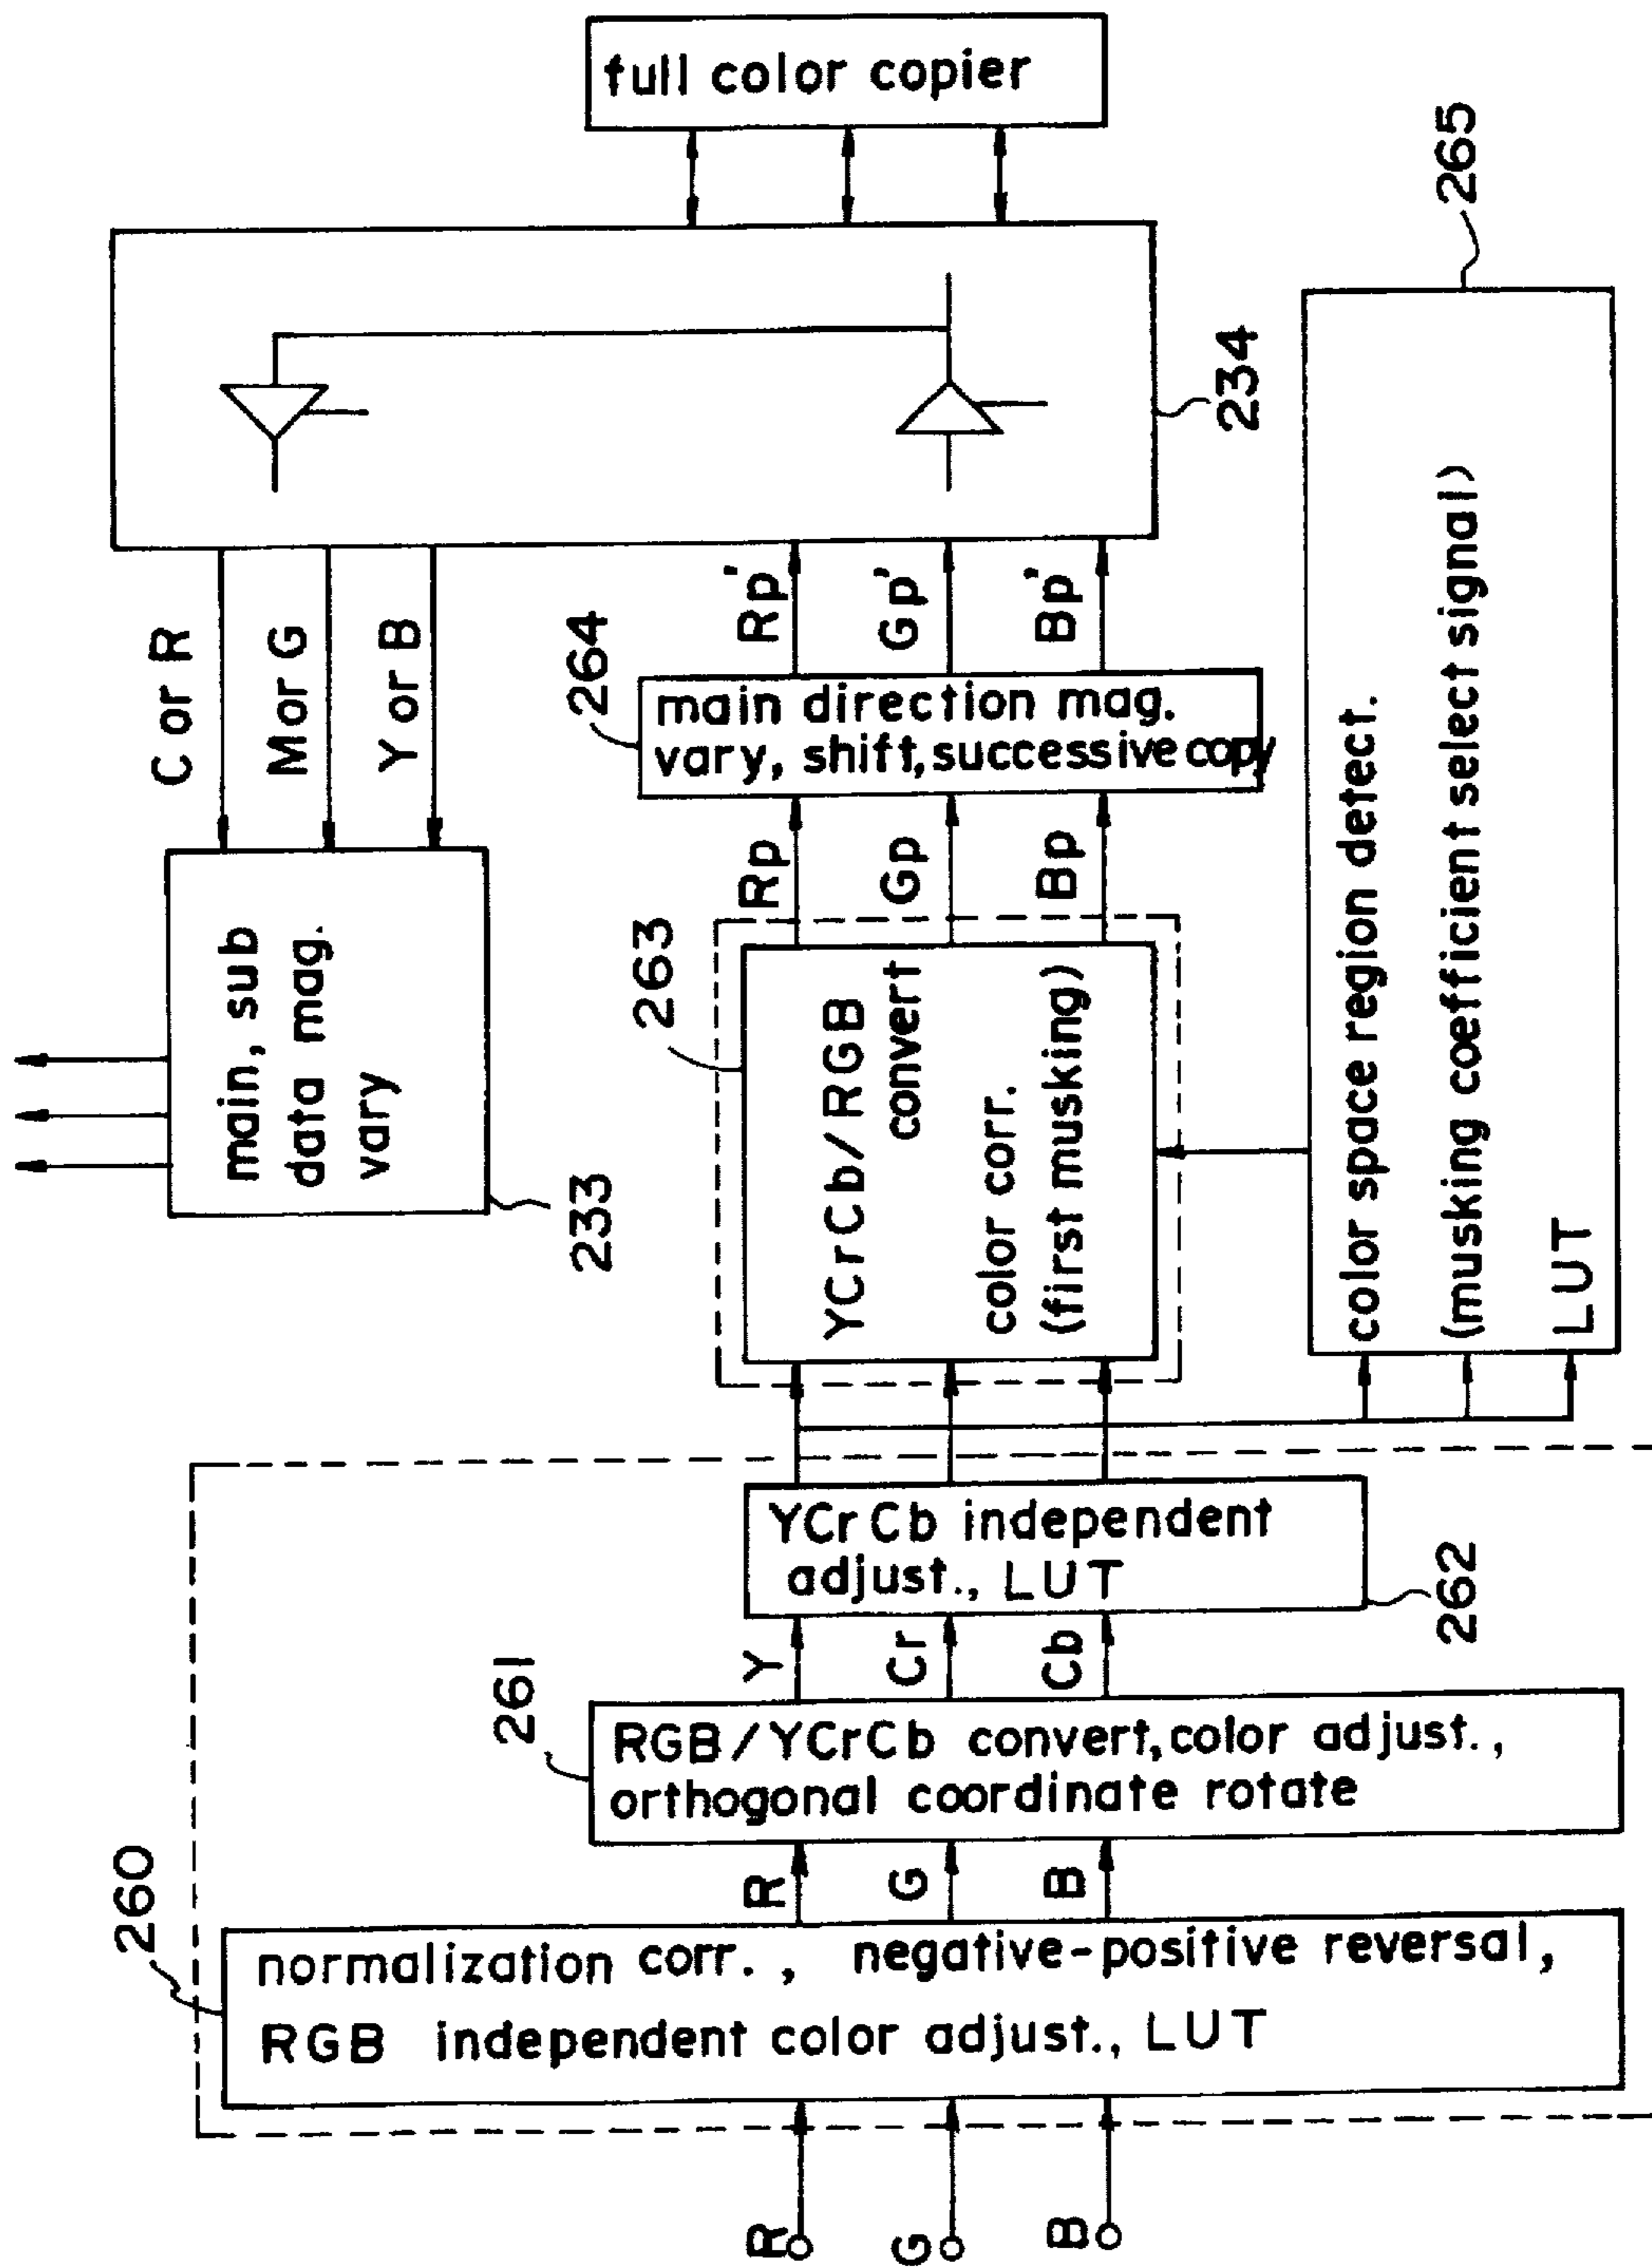 R
G
B
260
normalization corr., negative-positive reversal,
RGB independent color adjust., LUT
R
G
B
261
RGB/YCrCb convert, color adjust.,
orthogonal coordinate rotate
Y
Cr
Cb
YCrCb independent
adjust., LUT
262
263
YCrCb/RGB
convert
color corr.
(first musking)
Rp
Gp
Bp
264
main direction mag.
vary, shift, successive copy
Rp'
Gp'
Bp'
color space region detect.
(musking coefficient select signal)
LUT
265
main, sub
data mag.
vary
233
C or R
M or G
Y or B
234
full color copier